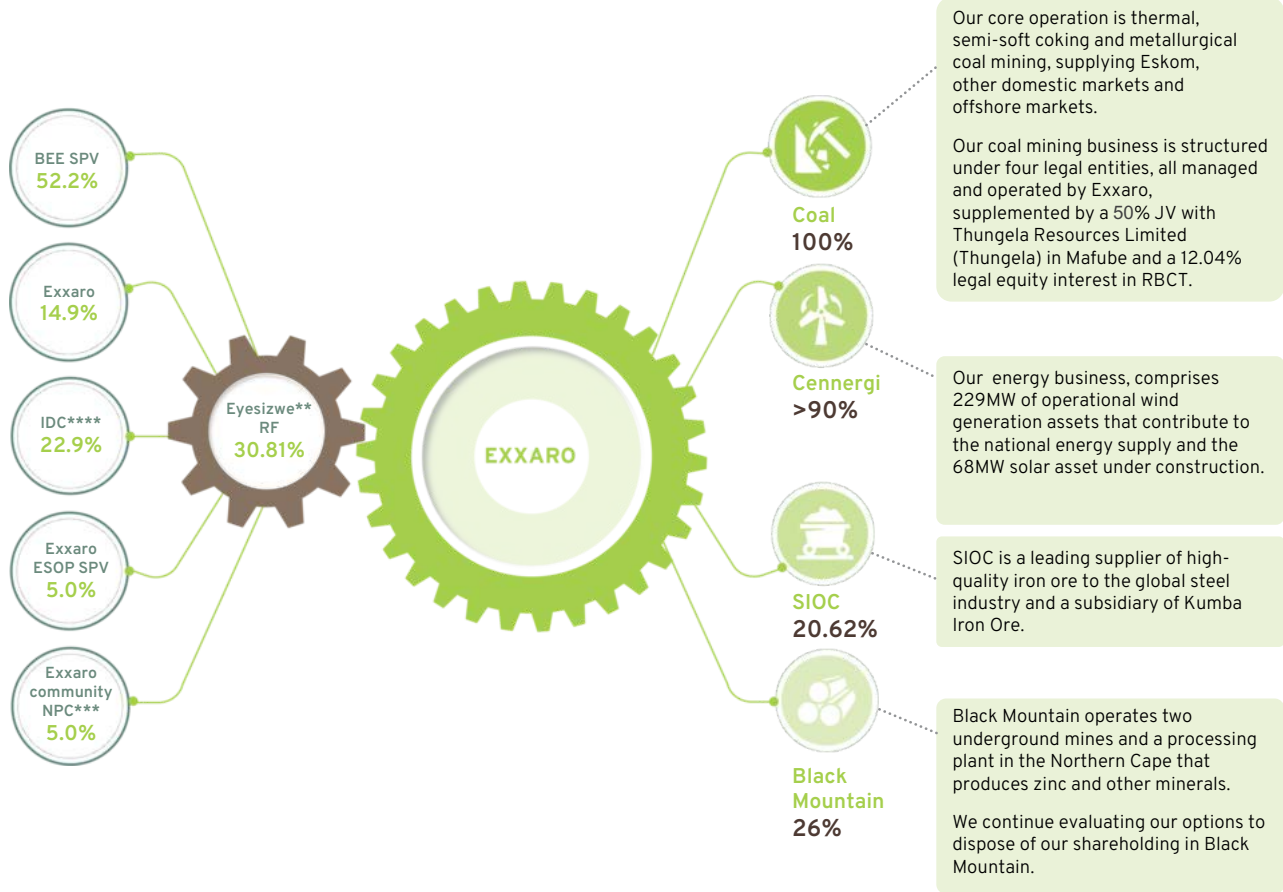 BEE SPV
52.2%
Exxaro
14.9%
IDC****
22.9%
Exxaro
ESOP SPV
5.0%
Exxaro
community
NPC***
5.0%
Eyesizwe**
RF
30.81%
EXXARO
Coal
100%
Our core operation is thermal,
semi-soft coking and metallurgical
coal mining, supplying Eskom,
other domestic markets and
offshore markets.
Our coal mining business is structured
under four legal entities, all managed
and operated by Exxaro,
supplemented by a 50% JV with
Thungela Resources Limited
(Thungela) in Mafube and a 12.04%
legal equity interest in RBCT.
Cennergi
>90%
Our energy business, comprises
229MW of operational wind
generation assets that contribute to
the national energy supply and the
68MW solar asset under construction.
SIOC
20.62%
SIOC is a leading supplier of high-
quality iron ore to the global steel
industry and a subsidiary of Kumba
Iron Ore.
Black
Mountain
26%
Black Mountain operates two
underground mines and a processing
plant in the Northern Cape that
produces zinc and other minerals.
We continue evaluating our options to
dispose of our shareholding in Black
Mountain.